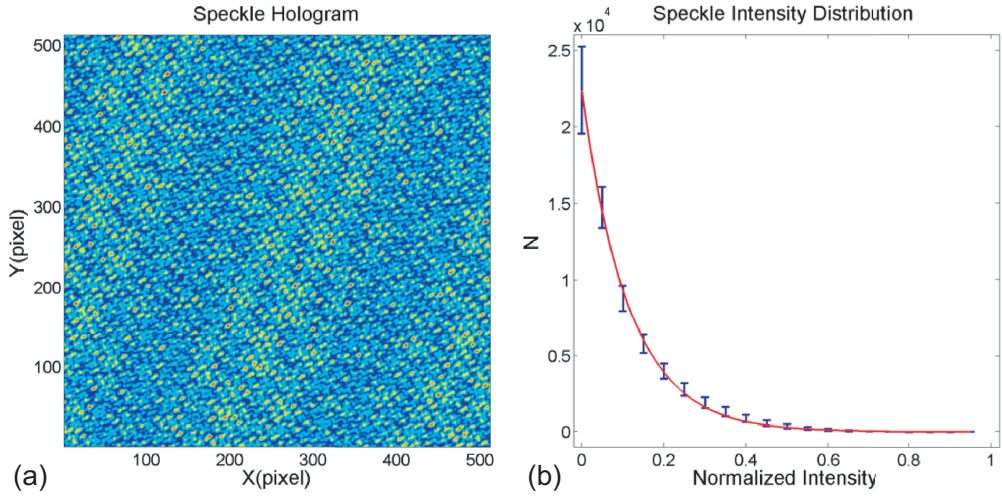 Speckle Hologram
500
400
300
200
100
Y(pixel)
100 200 300 400 500
X(pixel)
(a)
Speckle Intensity Distribution
x 10^4
2.5
2
1.5
1
0.5
0
N
0 0.2 0.4 0.6 0.8 1
Normalized Intensity
(b)